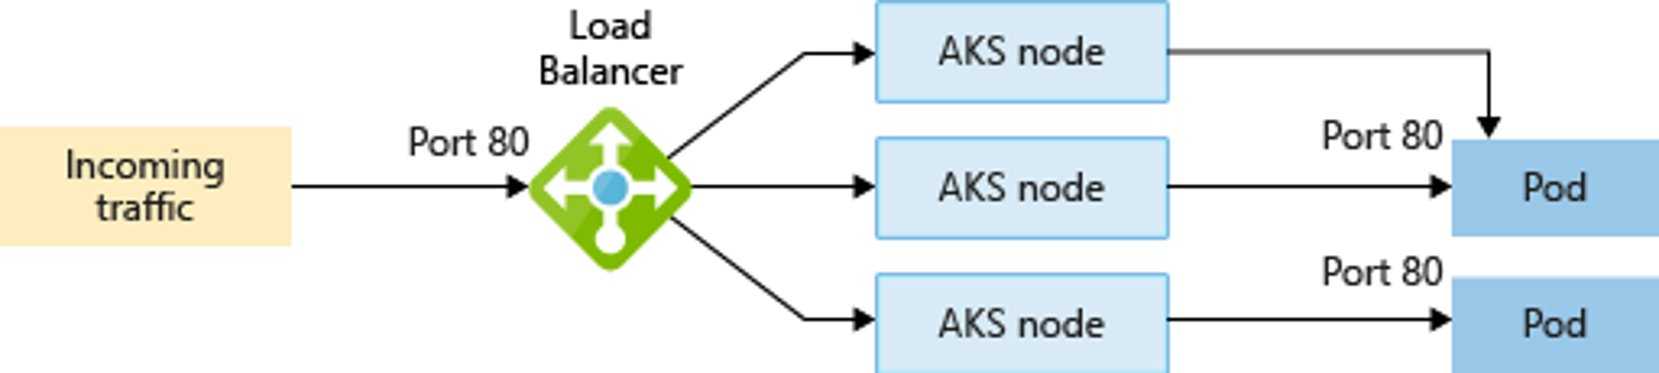 Load
Balancer
AKS node
Port 80
Port 80
Incoming
traffic
AKS node
Pod
Port 80
AKS node
Pod